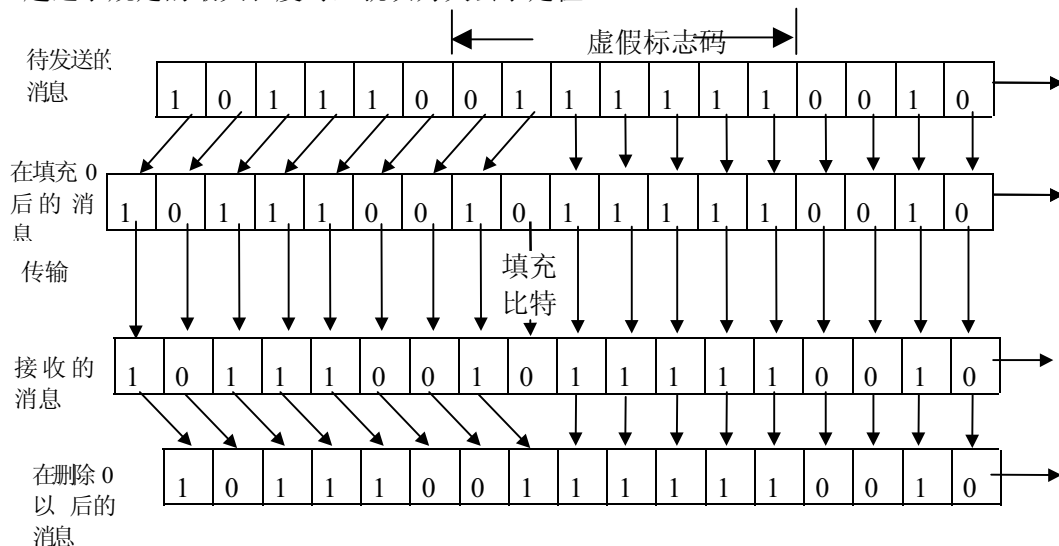 虚假标志码
待发送的
消息
1 0 1 1 1 0 0 1 1 1 1 1 1 0 0 1 0
在填充 0
后的 消
息
1 0 1 1 1 0 0 1 0 1 1 1 1 1 0 0 1 0
传输
填充
比特
接收的
消息
1 0 1 1 1 0 0 1 0 1 1 1 1 1 0 0 1 0
在删除 0
以 后的
消息
1 0 1 1 1 0 0 1 1 1 1 1 1 0 0 1 0